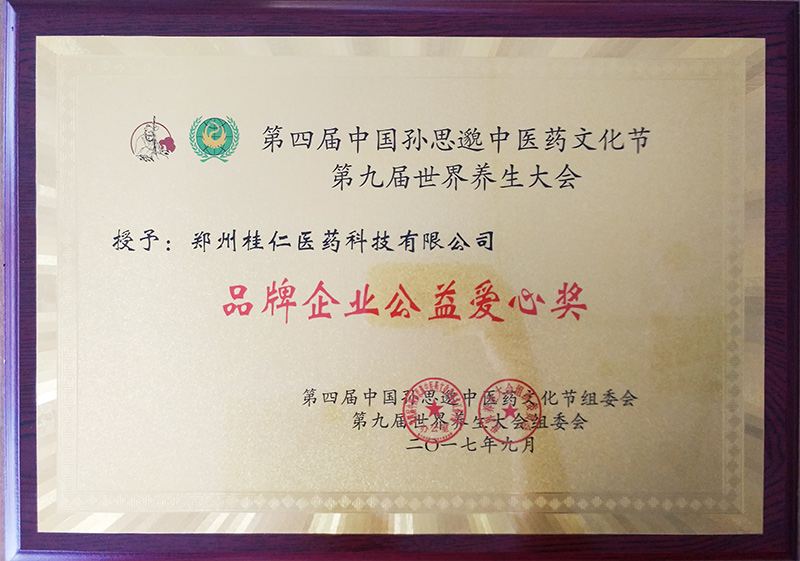 第四届中国孙思邈中医药文化节
第九届世界养生大会
授予：郑州桂仁医药科技有限公司
品牌企业公益爱心奖
第四届中国孙思邈中医药文化节组委会
第九届世界养生大会组委会
二〇一七年九月